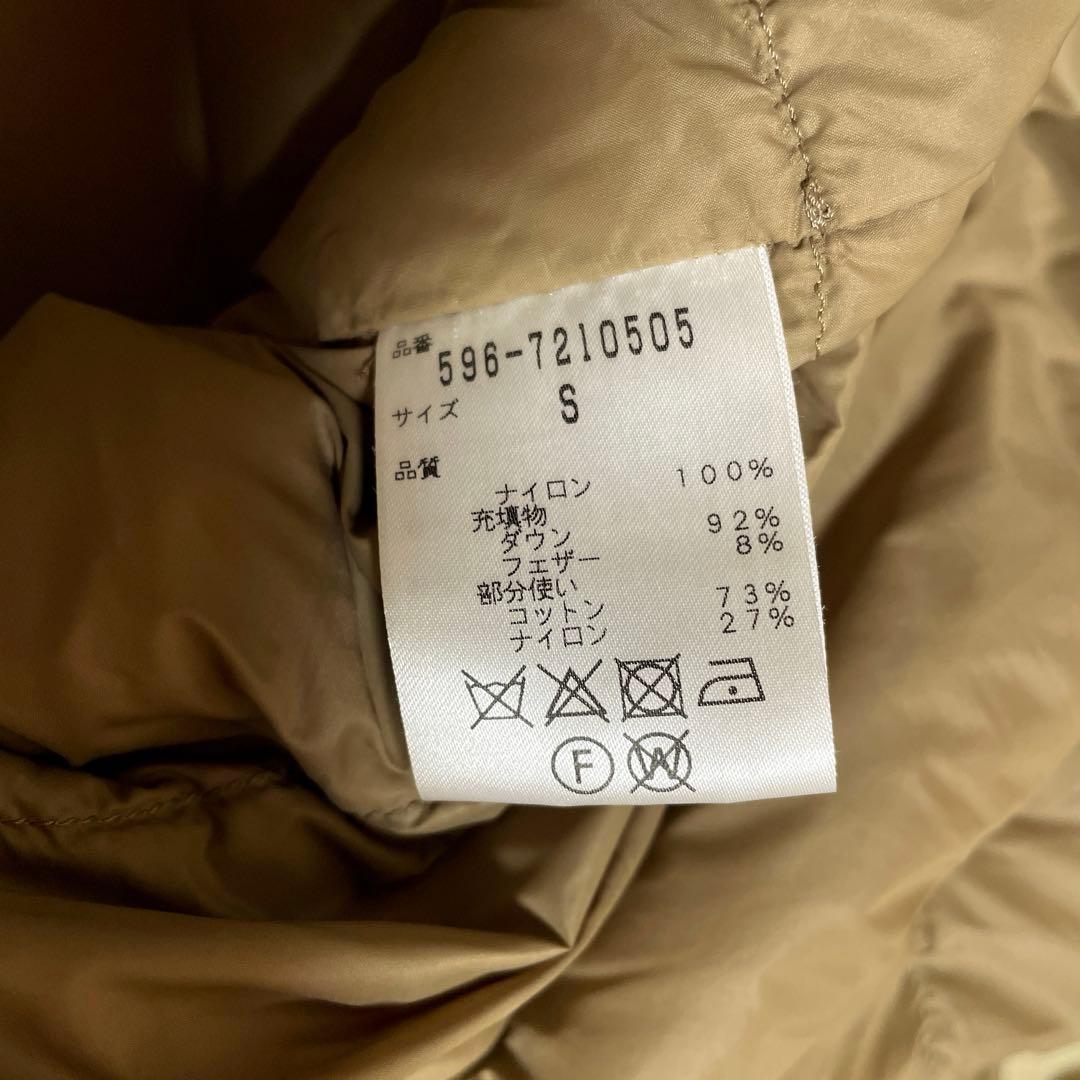 品番 596-7210505
サイズ S
品質
ナイロン 100%
充填物
ダウン 92%
フェザー 8%
部分使い
コットン 73%
ナイロン 27%
F W